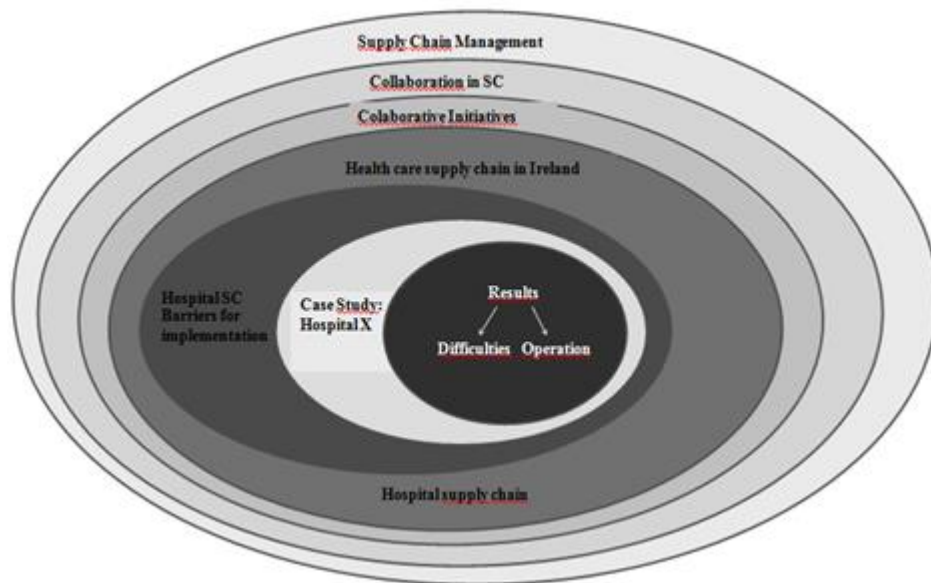 Supply Chain Management
Collaboration in SC
Colaborative Initiatives
Health care supply chain in Ireland
Hospital SC
Barriers for
implementation
Case Study:
Hospital X
Results
Difficulties Operation
Hospital supply chain